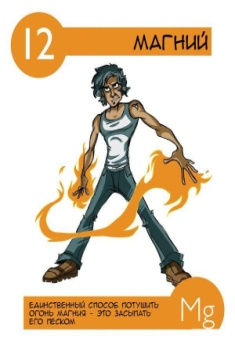 12
МАГНИЙ
ЕДИНСТВЕННЫЙ СПОСОБ ПОТУШИТЬ
ОГОНЬ МАГНИЯ - ЭТО ЗАСЫПАТЬ
ЕГО ПЕСКОМ
Mg